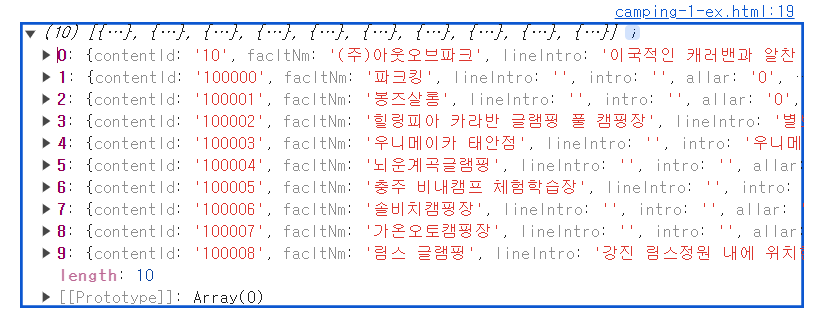 camping-1-ex.html:19
(10) [{…}, {…}, {…}, {…}, {…}, {…}, {…}, {…}, {…}, {…}] i
0: {contentId: '10', facltNm: '(주)아웃오브파크', lineIntro: '이국적인 캐러밴과 알찬
1: {contentId: '100000', facltNm: '파크킹', lineIntro: '', intro: '', allar: '0',
2: {contentId: '100001', facltNm: '봉즈살롱', lineIntro: '', intro: '', allar: '0',
3: {contentId: '100002', facltNm: '힐링피아 카라반 글램핑 풀 캠핑장', lineIntro: '별
4: {contentId: '100003', facltNm: '우니메이카 태안점', lineIntro: '', intro: '우니메
5: {contentId: '100004', facltNm: '뇌운계곡글램핑', lineIntro: '', intro: '', allar:
6: {contentId: '100005', facltNm: '충주 비내캠프 체험학습장', lineIntro: '', intro:
7: {contentId: '100006', facltNm: '솔비치캠핑장', lineIntro: '', intro: '', allar:
8: {contentId: '100007', facltNm: '가온오토캠핑장', lineIntro: '', intro: '', allar:
9: {contentId: '100008', facltNm: '림스 글램핑', lineIntro: '강진 림스정원 내에 위치
length: 10
[[Prototype]]: Array(0)